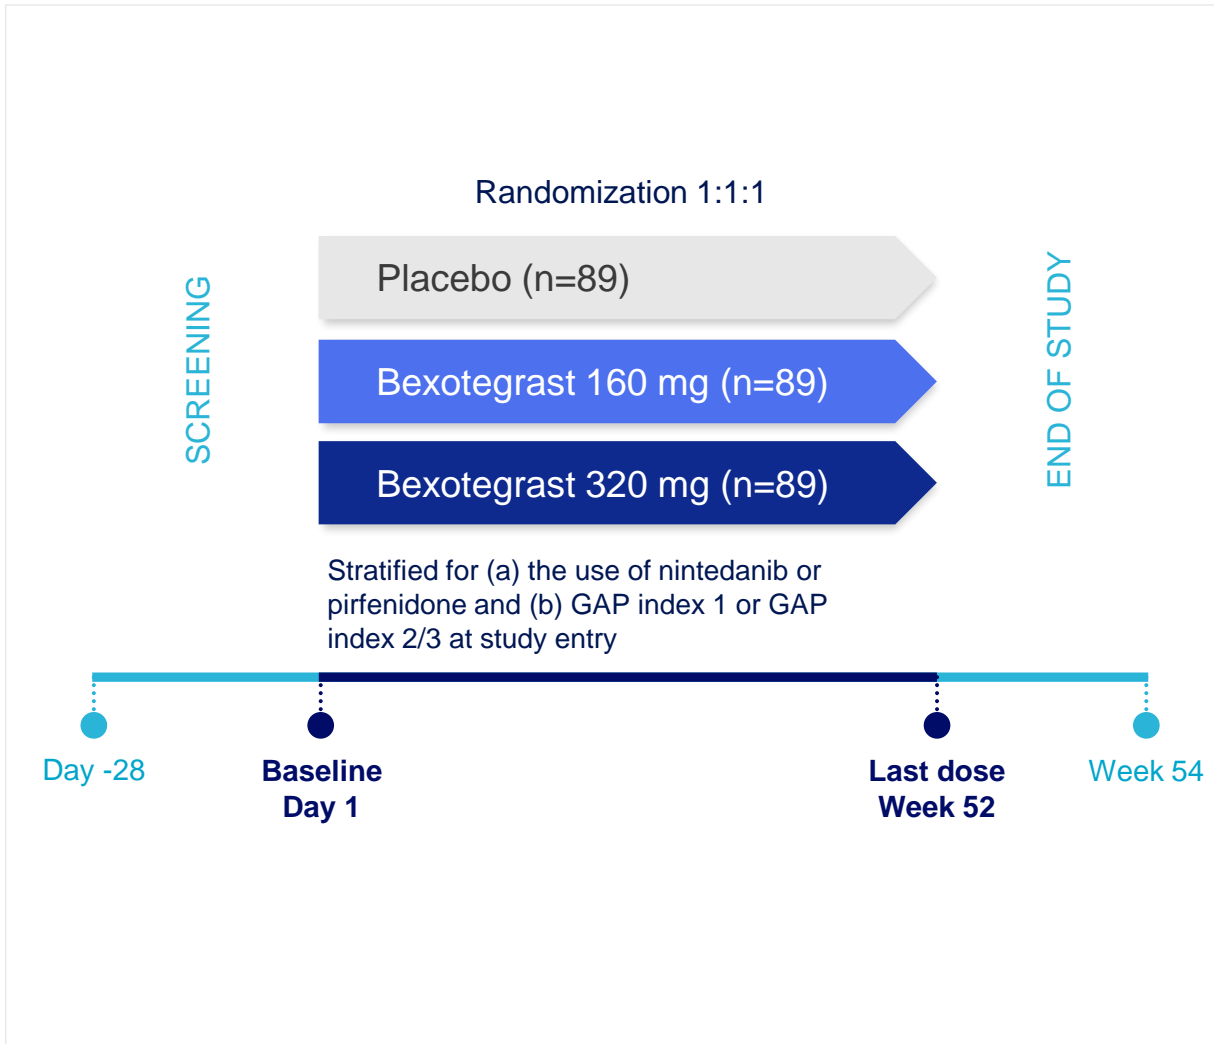 Randomization 1:1:1
SCREENING
Placebo (n=89)
Bexotegrast 160 mg (n=89)
Bexotegrast 320 mg (n=89)
END OF STUDY
Stratified for (a) the use of nintedanib or
pirfenidone and (b) GAP index 1 or GAP
index 2/3 at study entry
Day -28
Baseline
Day 1
Last dose
Week 52
Week 54